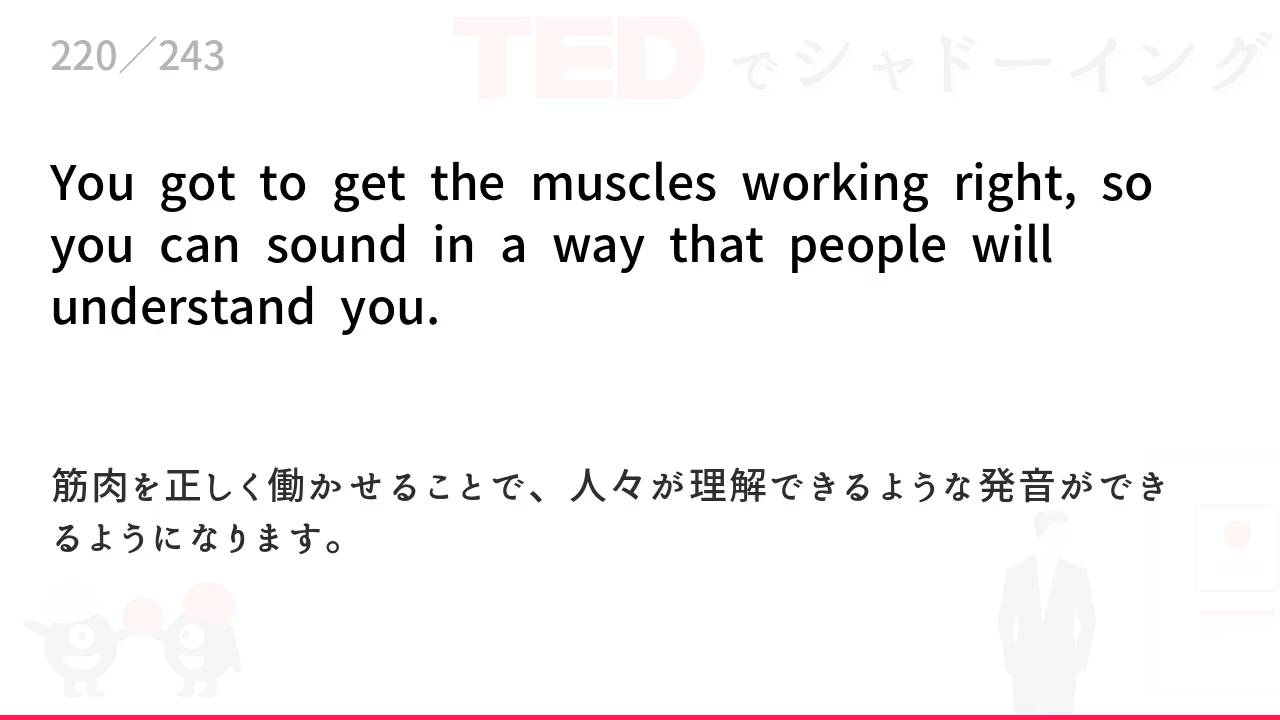 220／243
TEDでシャドーイング
You got to get the muscles working right, so
you can sound in a way that people will
understand you.
筋肉を正しく働かせることで、人々が理解できるような発音ができ
るようになります。